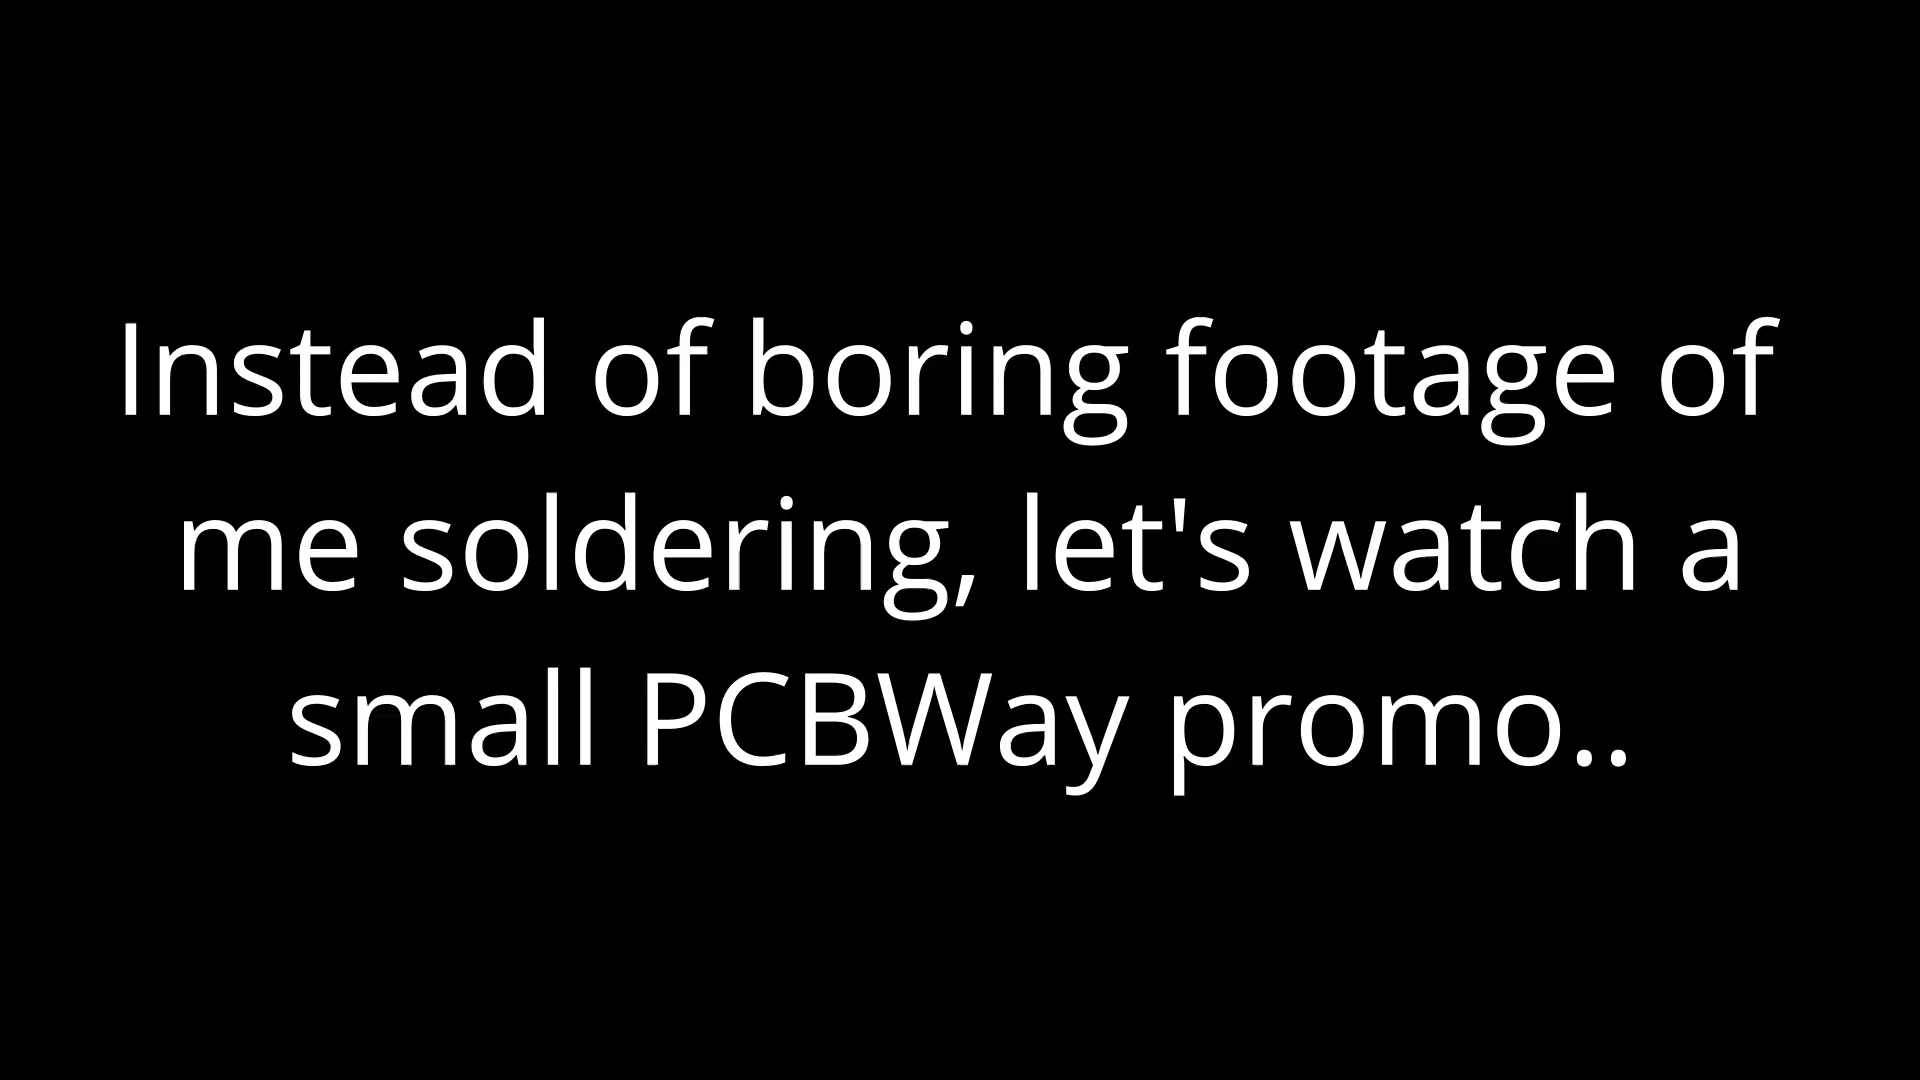 Instead of boring footage of
me soldering, let's watch a
small PCBWay promo..